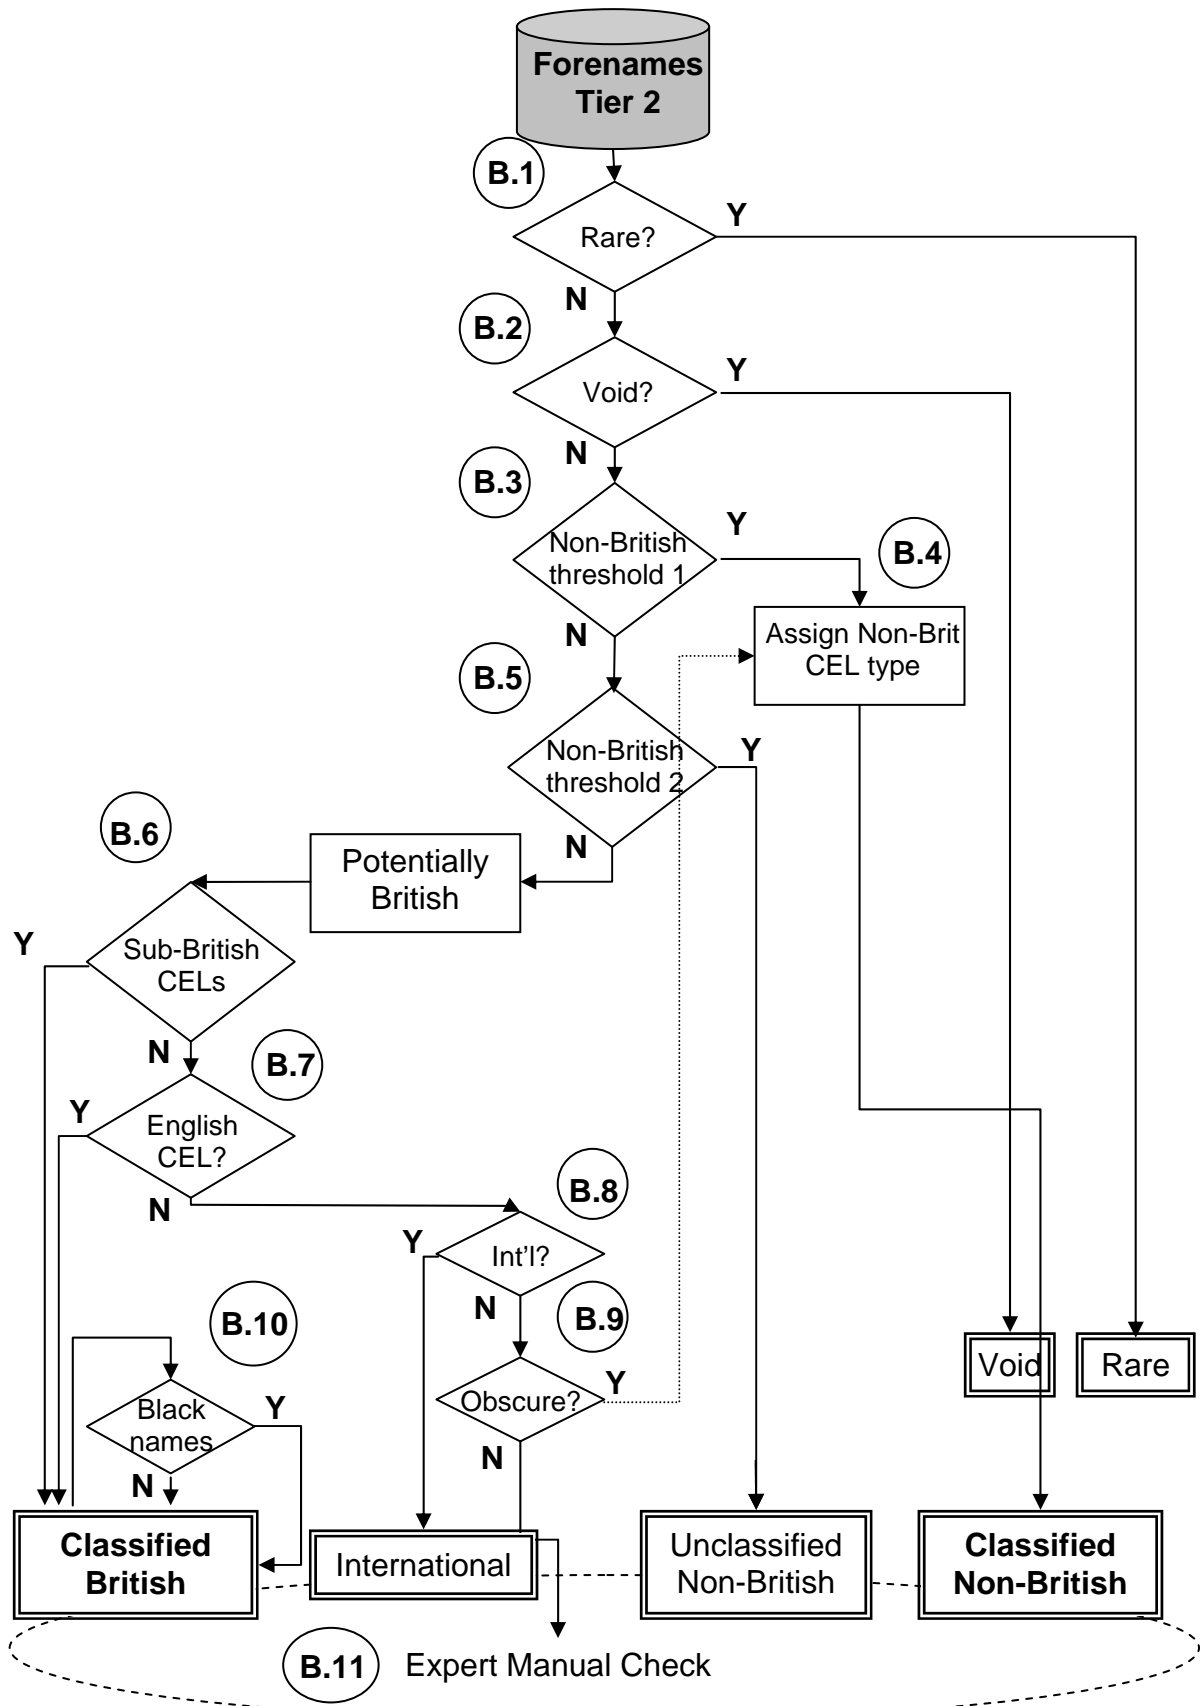 Forenames
Tier 2
B.1
Rare?
Y
N
B.2
Void?
Y
N
B.3
Non-British
threshold 1
Y
N
B.4
Assign Non-Brit
CEL type
B.5
Non-British
threshold 2
Y
N
Potentially
British
B.6
Sub-British
CELs
Y
N
B.7
English
CEL?
Y
N
B.8
Int'l?
Y
N
B.9
Obscure?
Y
N
B.10
Black
names
Y
N
Void
Rare
Classified
British
International
Unclassified
Non-British
Classified
Non-British
B.11
Expert Manual Check